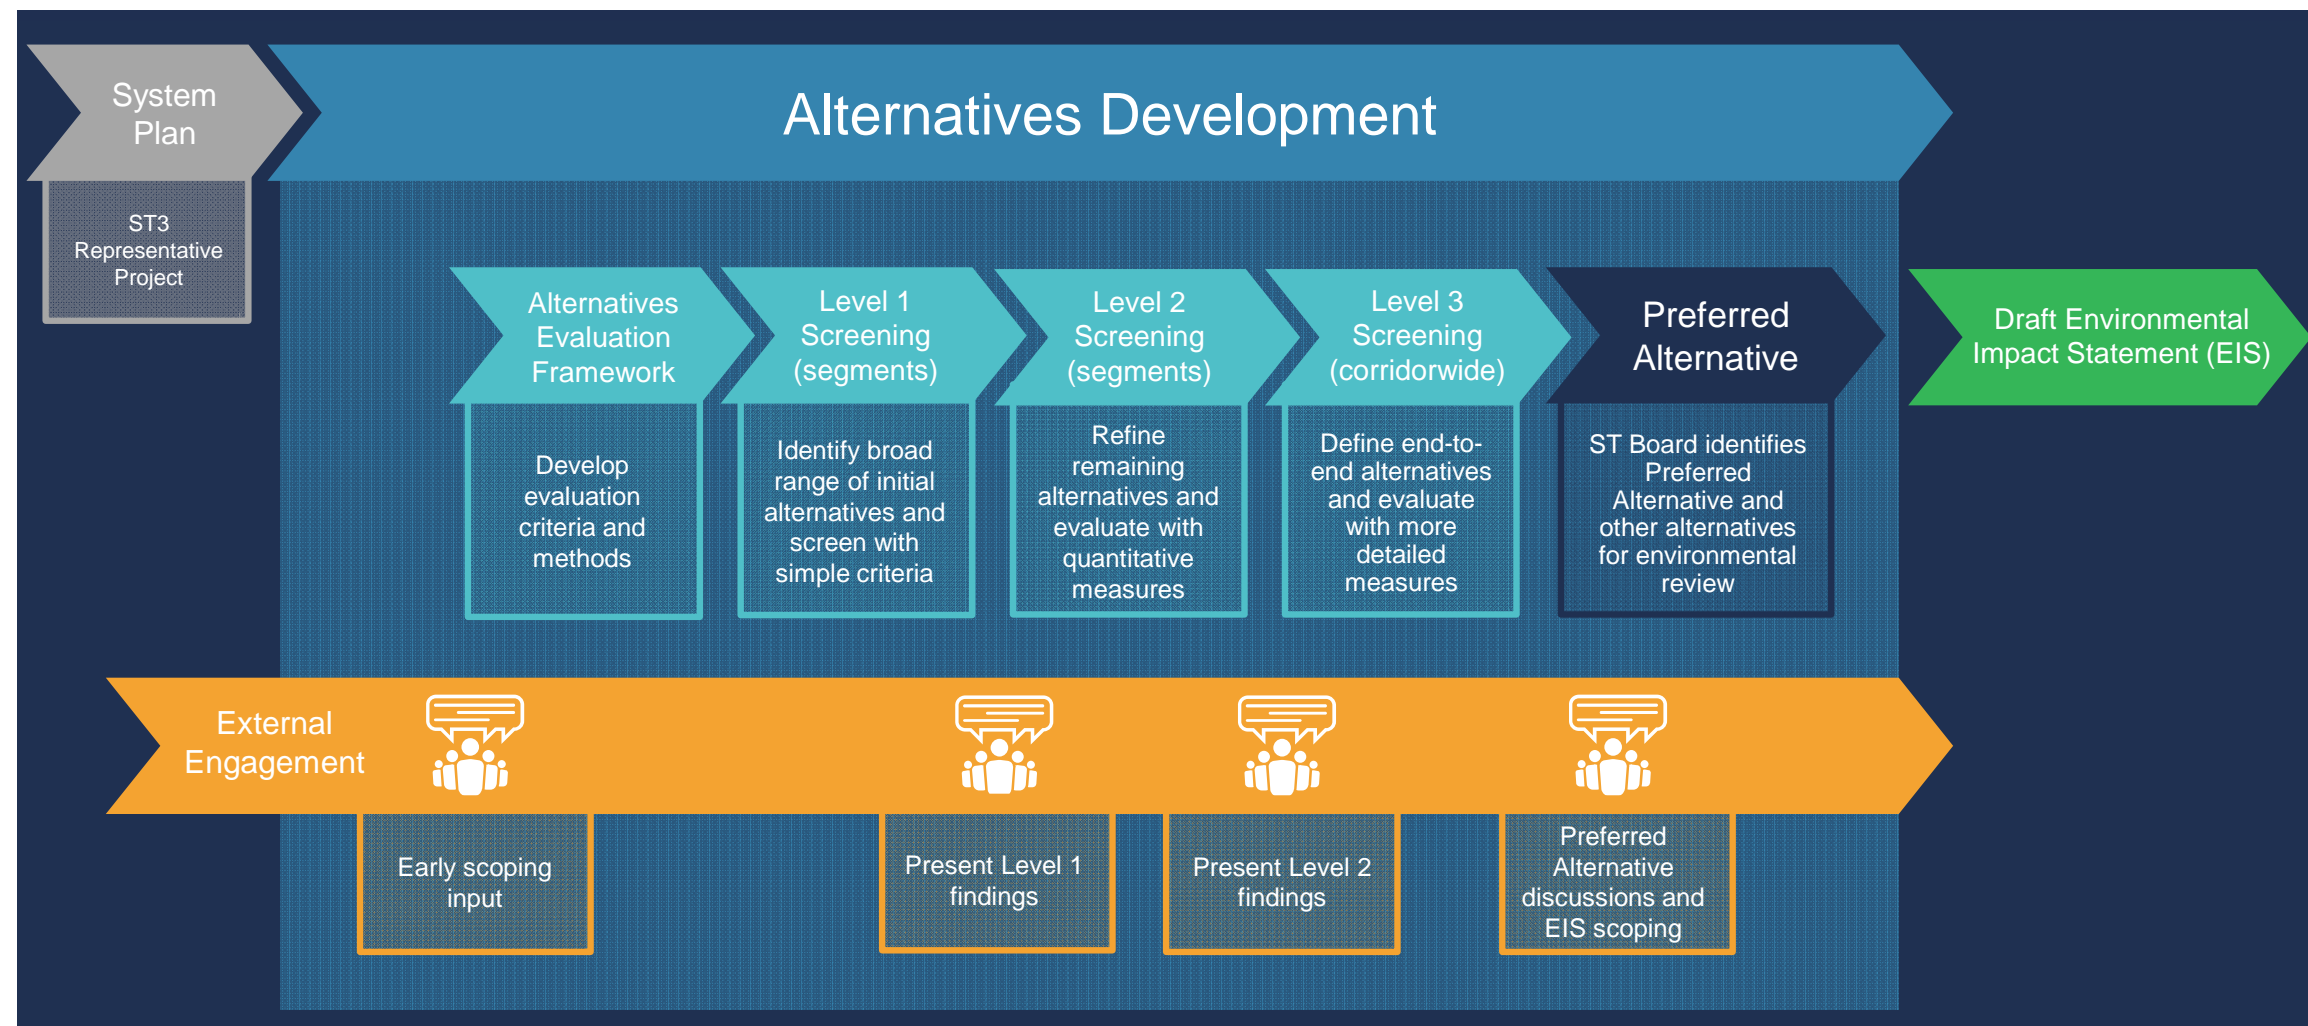 System
Plan
Alternatives Development
ST3
Representative
Project
Alternatives
Evaluation
Framework
Develop
evaluation
criteria and
methods
Level 1
Screening
(segments)
Identify broad
range of initial
alternatives and
screen with
simple criteria
Level 2
Screening
(segments)
Refine
remaining
alternatives and
evaluate with
quantitative
measures
Level 3
Screening
(corridorwide)
Define end-to-
end alternatives
and evaluate
with more
detailed
measures
Preferred
Alternative
ST Board identifies
Preferred
Alternative and
other alternatives
for environmental
review
Draft Environmental
Impact Statement (EIS)
External
Engagement
Early scoping
input
Present Level 1
findings
Present Level 2
findings
Preferred
Alternative
discussions and
EIS scoping